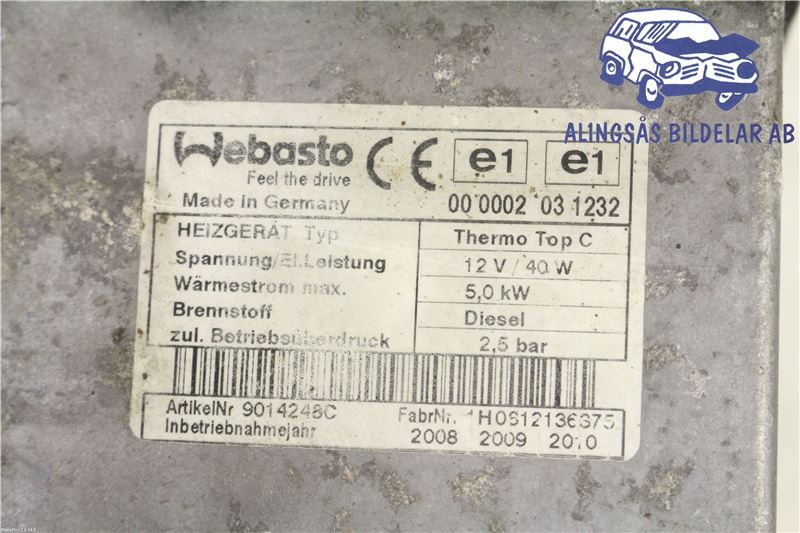 ALINGSÅS BILDELAR AB
Webasto
Feel the drive
CE e1 e1
Made in Germany 00 0002 03 1232
HEIZGERÄT Typ Thermo Top C
Spannung/El.Leistung 12 V / 40 W
Wärmestrom max. 5,0 kW
Brennstoff Diesel
zul. Betriebsüberdruck 2,5 bar
ArtikelNr 9014248C FabrNr. 1H0612136375
Inbetriebnahmejahr 2008 2009 2010